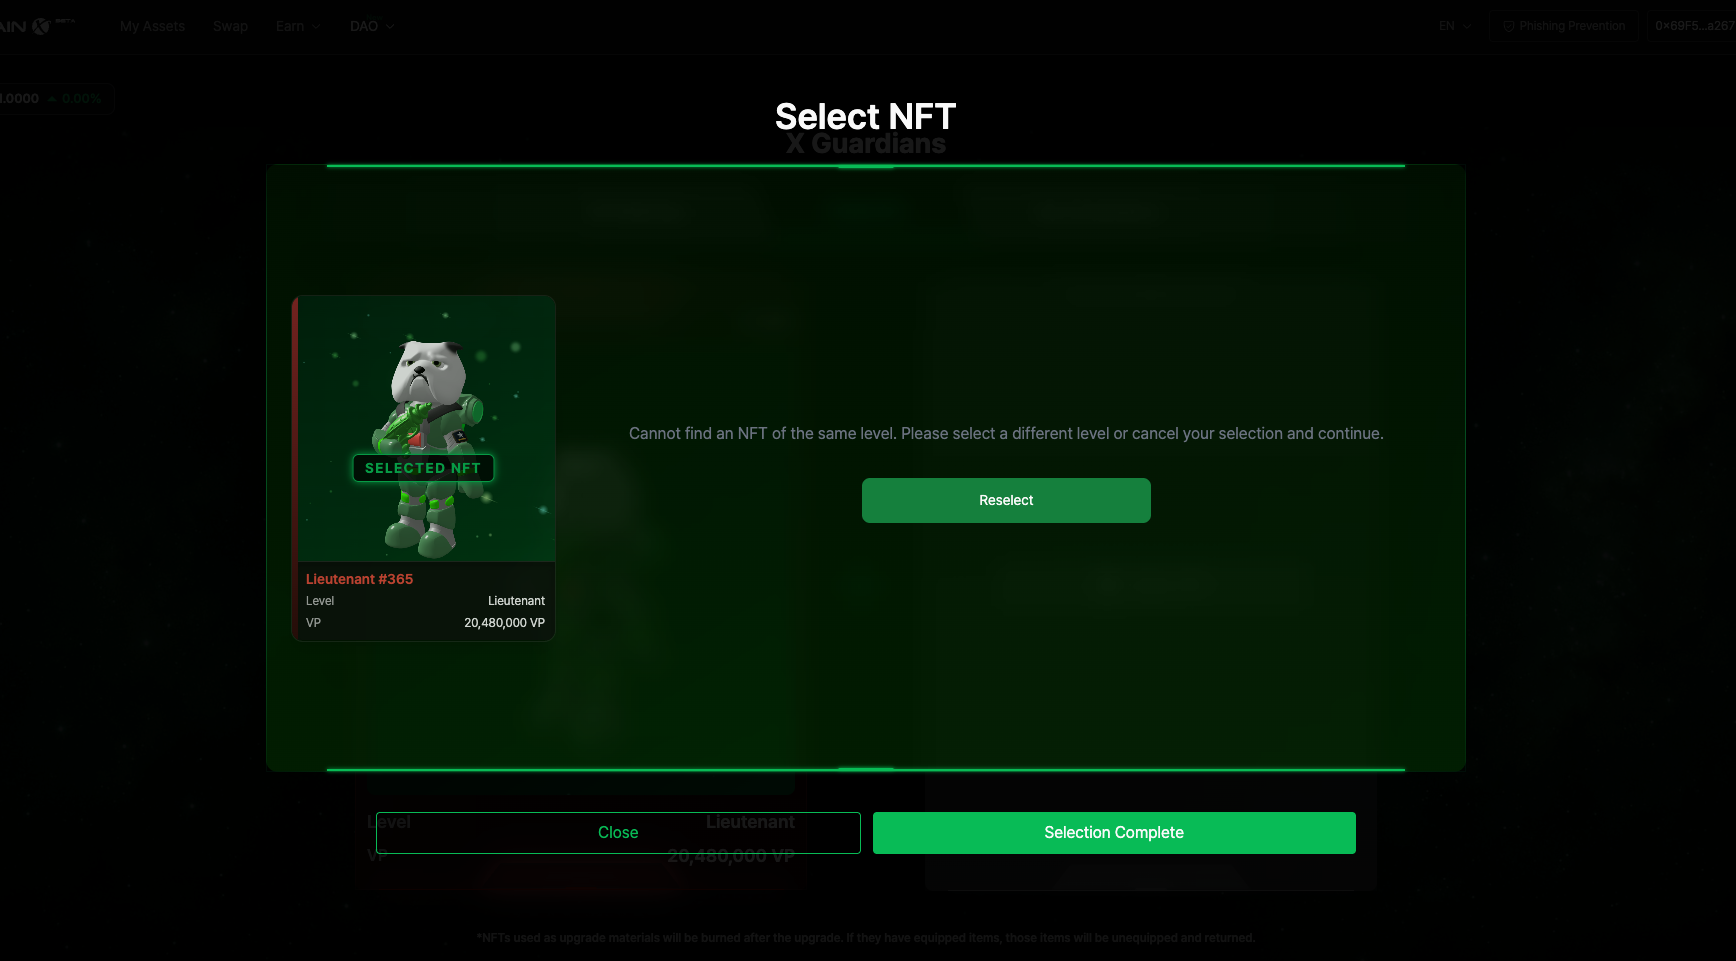 AIN X BETA
My Assets Swap Earn DAO
EN Phishing Prevention 0x69F5...a267
.0000 0.00%
Select NFT
X Guardians
SELECTED NFT
Cannot find an NFT of the same level. Please select a different level or cancel your selection and continue.
Reselect
Lieutenant #365
Level Lieutenant
VP 20,480,000 VP
Level Lieutenant
Close
Selection Complete
VP 20,480,000 VP
*NFTs used as upgrade materials will be burned after the upgrade. If they have equipped items, those items will be unequipped and returned.